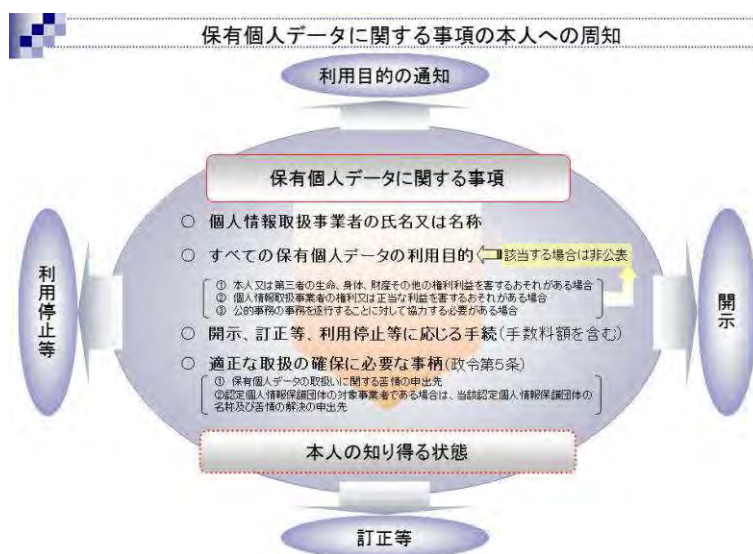 保有個人データに関する事項の本人への周知
利用目的の通知
保有個人データに関する事項
○ 個人情報取扱事業者の氏名又は名称
○ すべての保有個人データの利用目的
該当する場合は非公表
① 本人又は第三者の生命、身体、財産その他の権利利益を害するおそれがある場合
② 個人情報取扱事業者の権利又は正当な利益を害するおそれがある場合
③ 公的事務の事務を遂行することに対して協力する必要がある場合
○ 開示、訂正等、利用停止等に応じる手続(手数料額を含む)
○ 適正な取扱の確保に必要な事柄(政令第5条)
① 保有個人データの取扱いに関する苦情の申出先
②認定個人情報保護団体の対象事業者である場合は、当該認定個人情報保護団体の
名称及び苦情の解決の申出先
本人の知り得る状態
利用停止等
開示
訂正等